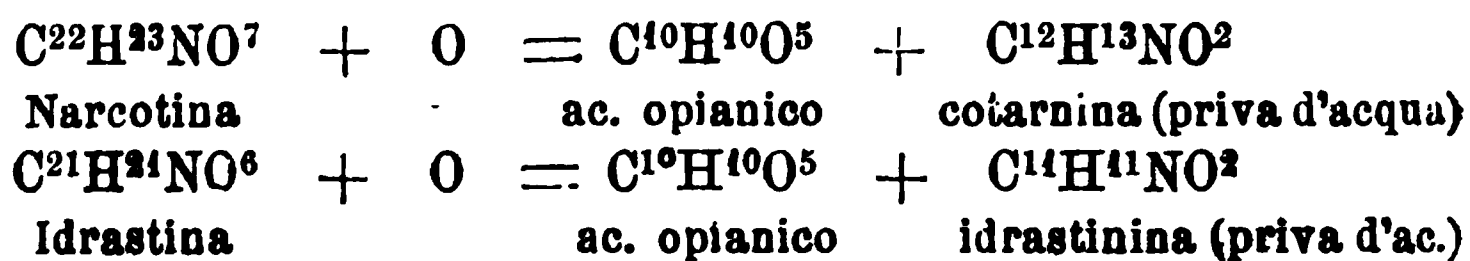 C²²H²³NO⁷ + O = C¹⁰H¹⁰O⁵ + C¹²H¹³NO²
Narcotina ac. opianico cotarnina (priva d'acqua)
C²¹H²¹NO⁶ + O = C¹⁰H¹⁰O⁵ + C¹¹H¹¹NO²
Idrastina ac. opianico idrastinina (priva d'ac.)